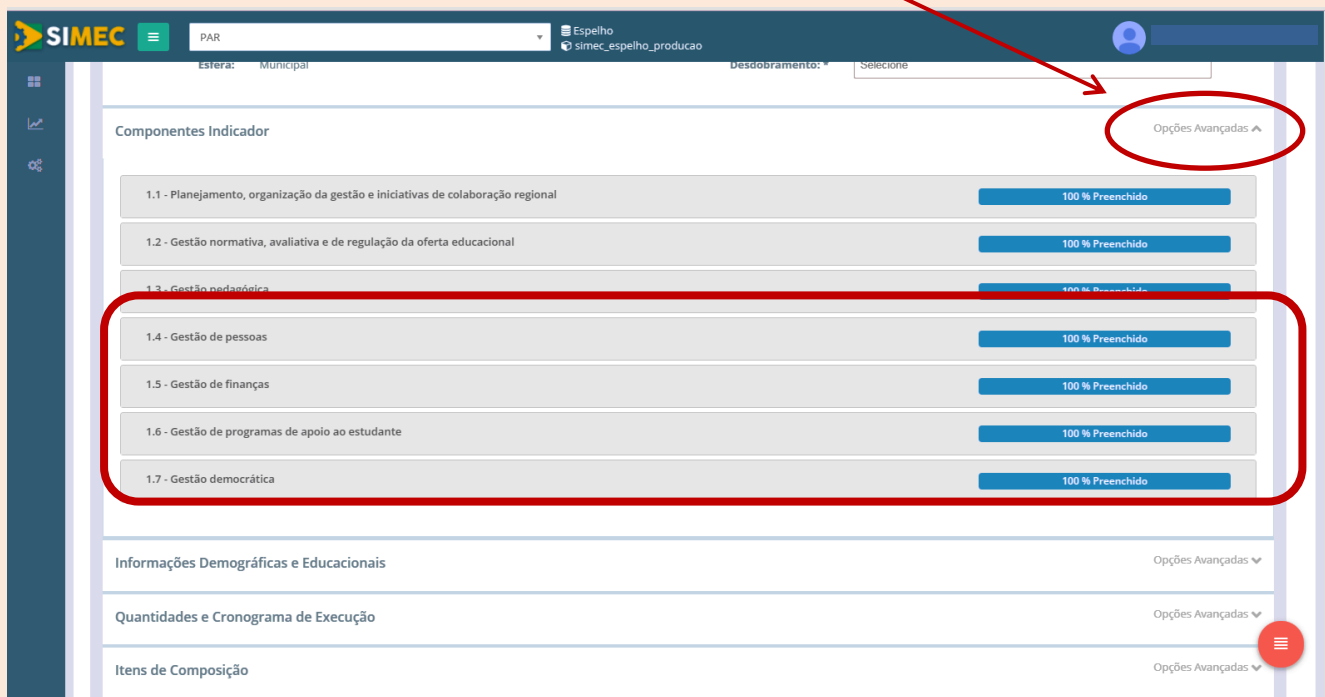 SIMEC
PAR
Espelho
simec_espelho_producao
Esfera: Municipal Desdobramento: * Selecione
Componentes Indicador Opções Avançadas
1.1 - Planejamento, organização da gestão e iniciativas de colaboração regional 100 % Preenchido
1.2 - Gestão normativa, avaliativa e de regulação da oferta educacional 100 % Preenchido
1.3 - Gestão pedagógica 100 % Preenchido
1.4 - Gestão de pessoas 100 % Preenchido
1.5 - Gestão de finanças 100 % Preenchido
1.6 - Gestão de programas de apoio ao estudante 100 % Preenchido
1.7 - Gestão democrática 100 % Preenchido
Informações Demográficas e Educacionais Opções Avançadas
Quantidades e Cronograma de Execução Opções Avançadas
Itens de Composição Opções Avançadas